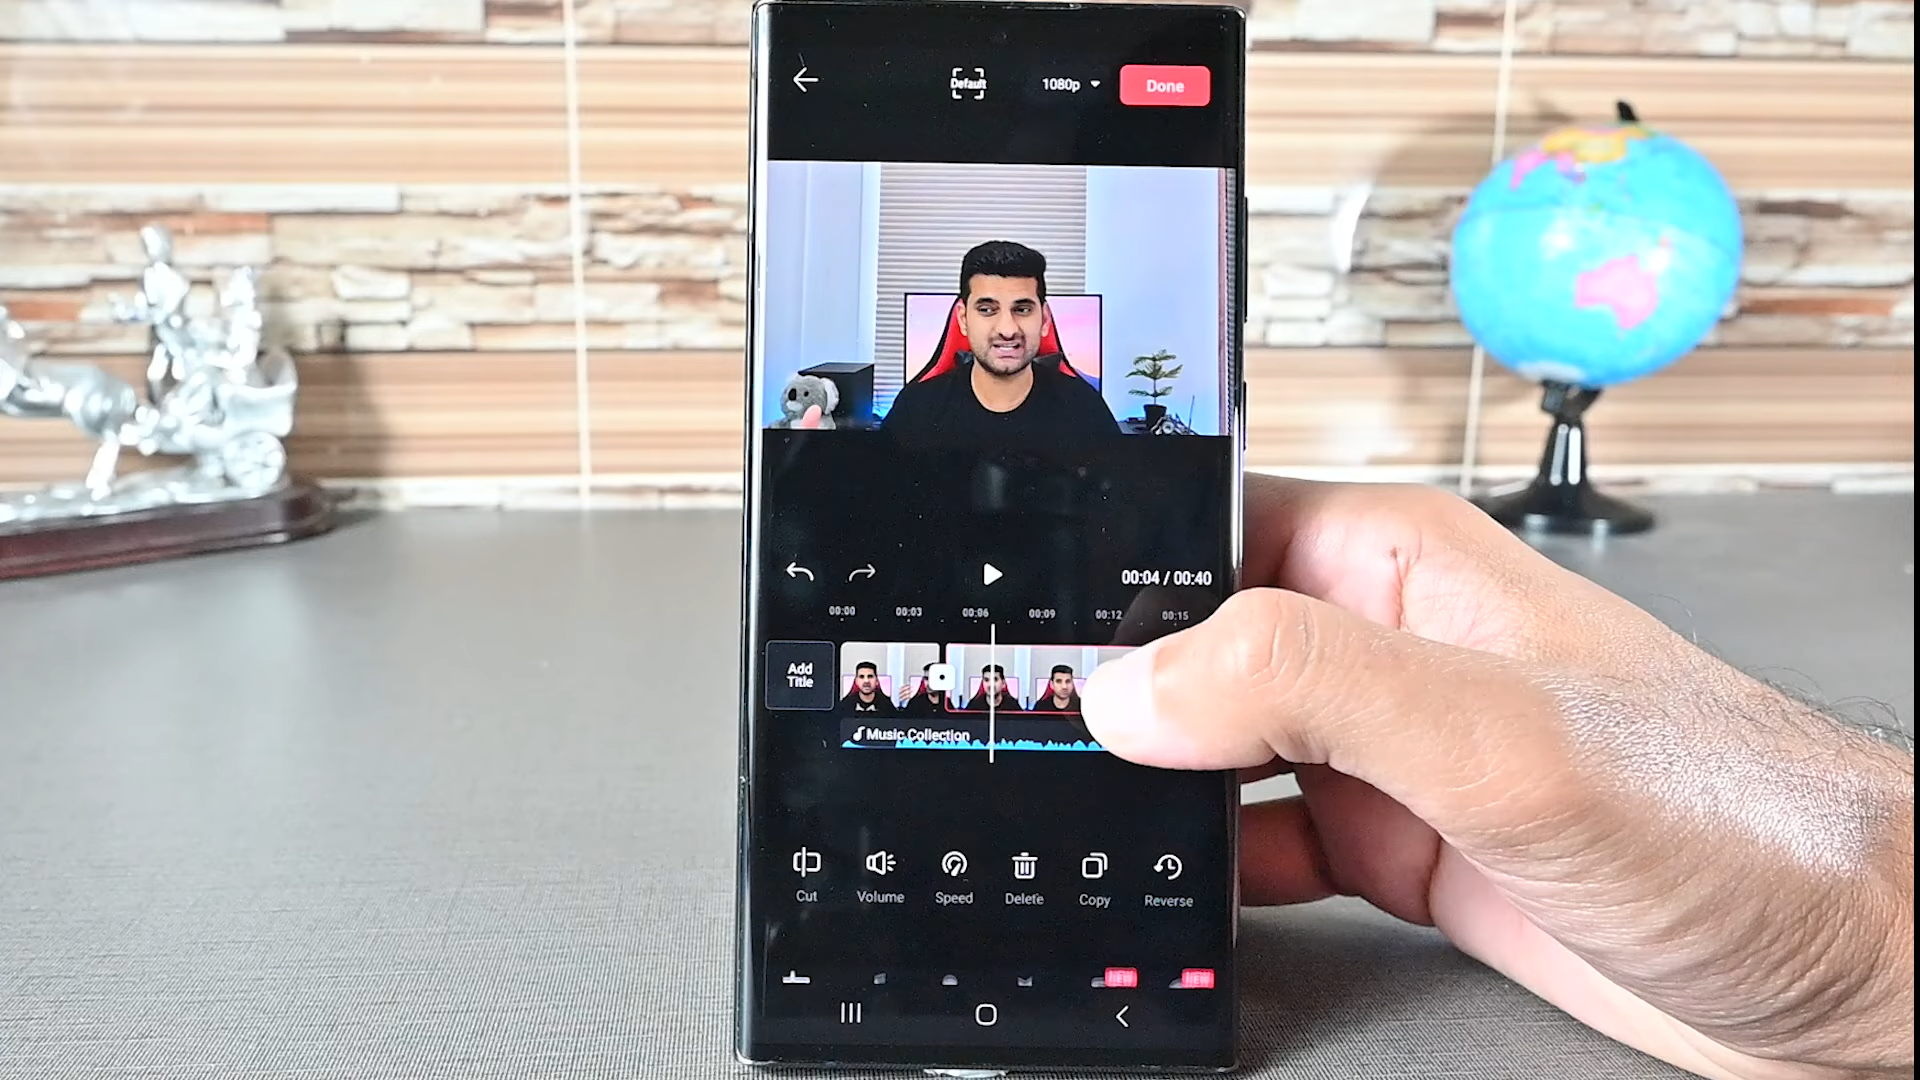 Default
1080p
Done
00:04 / 00:40
00:00
00:03
00:06
00:09
00:12
00:15
Add
Title
Music Collection
Cut
Volume
Speed
Delete
Copy
Reverse
NEW
NEW